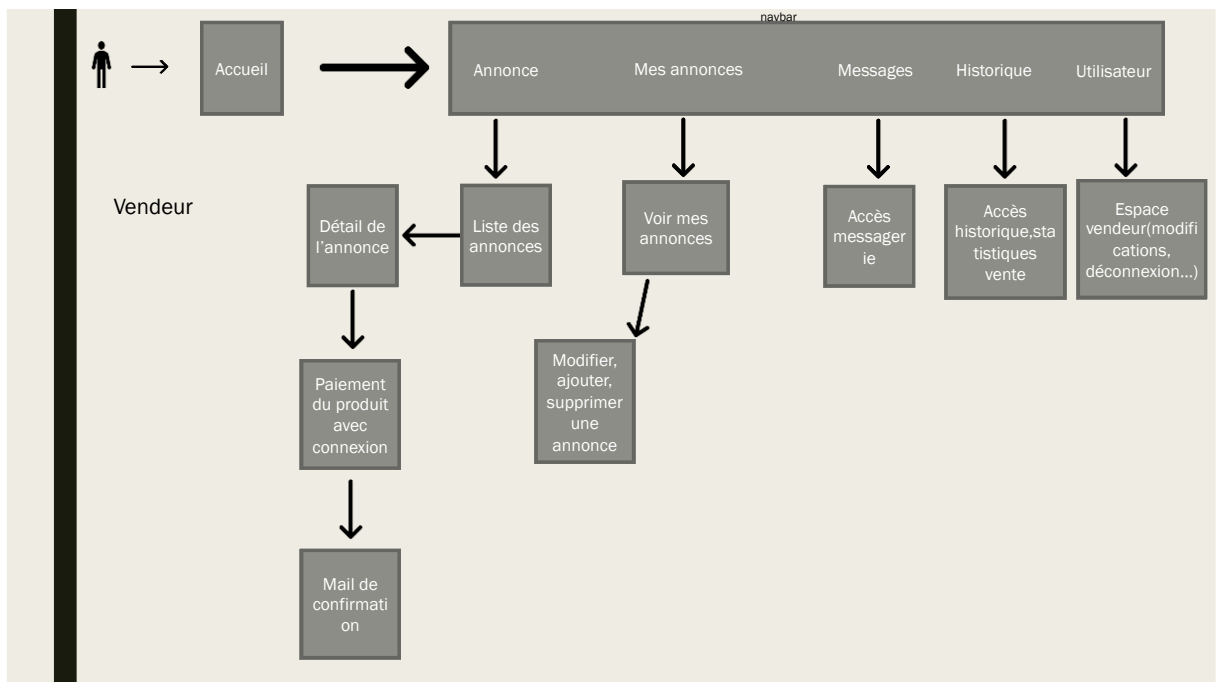 navbar
Accueil
Annonce
Mes annonces
Messages
Historique
Utilisateur
Vendeur
Détail de
l'annonce
Liste des
annonces
Voir mes
annonces
Accès
messager
ie
Accès
historique,sta
tistiques
vente
Espace
vendeur(modifi
cations,
déconnexion...)
Paiement
du produit
avec
connexion
Modifier,
ajouter,
supprimer
une
annonce
Mail de
confirmati
on